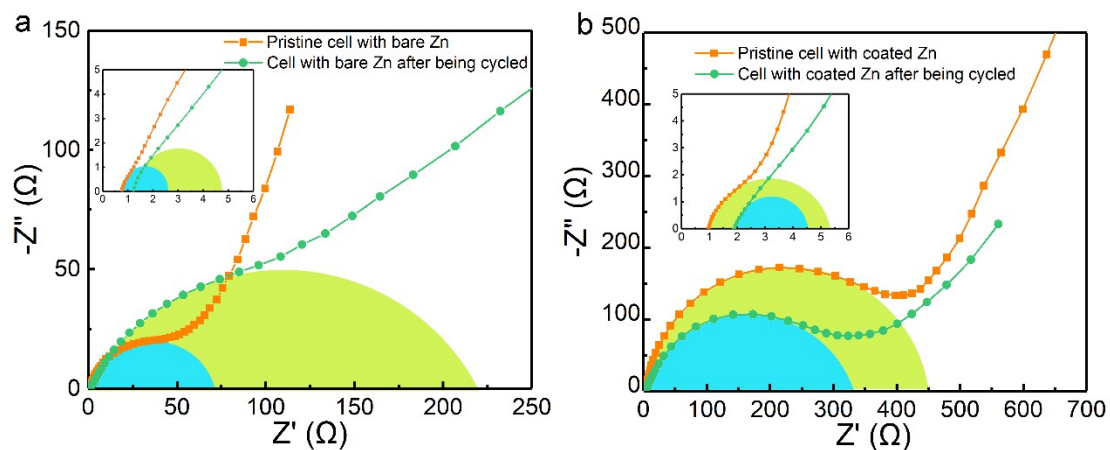 a
Pristine cell with bare Zn
Cell with bare Zn after being cycled
-Z'' (Ω)
150
100
50
0
0 50 100 150 200 250
Z' (Ω)
5
4
3
2
1
0
0 1 2 3 4 5 6
b
Pristine cell with coated Zn
Cell with coated Zn after being cycled
-Z'' (Ω)
500
400
300
200
100
0
0 100 200 300 400 500 600 700
Z' (Ω)
5
4
3
2
1
0
0 1 2 3 4 5 6